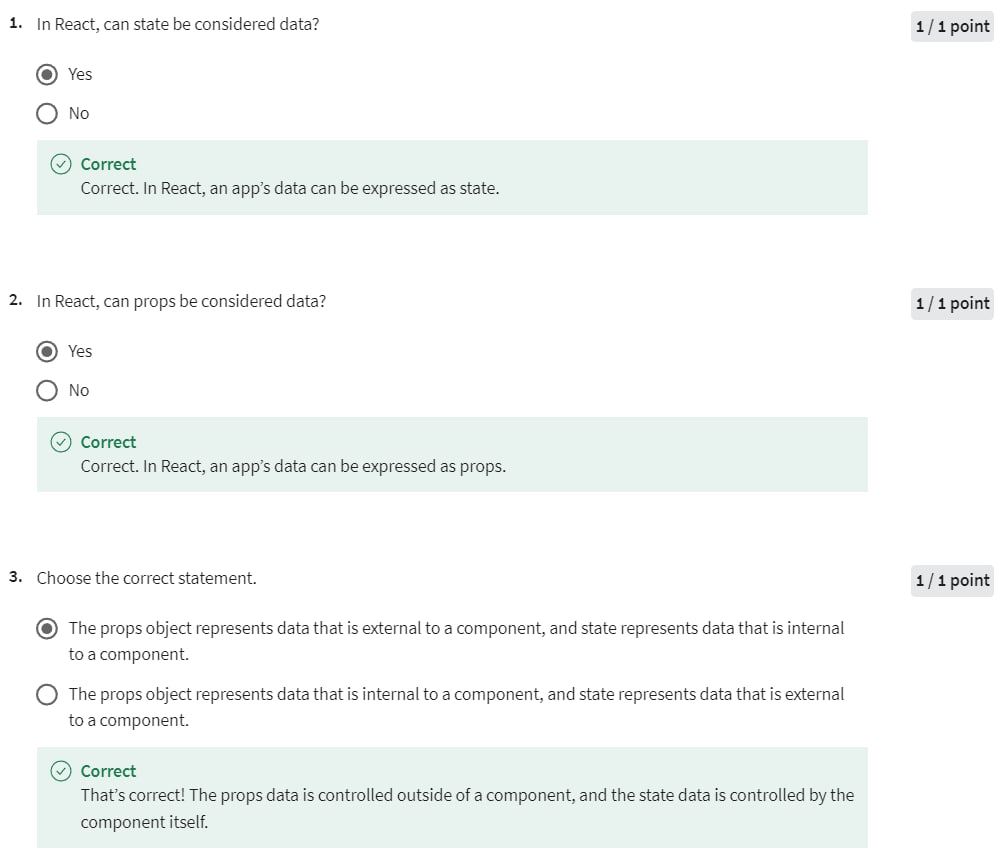 1. In React, can state be considered data?
1 / 1 point
Yes
No
Correct
Correct. In React, an app’s data can be expressed as state.
2. In React, can props be considered data?
1 / 1 point
Yes
No
Correct
Correct. In React, an app’s data can be expressed as props.
3. Choose the correct statement.
1 / 1 point
The props object represents data that is external to a component, and state represents data that is internal
to a component.
The props object represents data that is internal to a component, and state represents data that is external
to a component.
Correct
That’s correct! The props data is controlled outside of a component, and the state data is controlled by the
component itself.